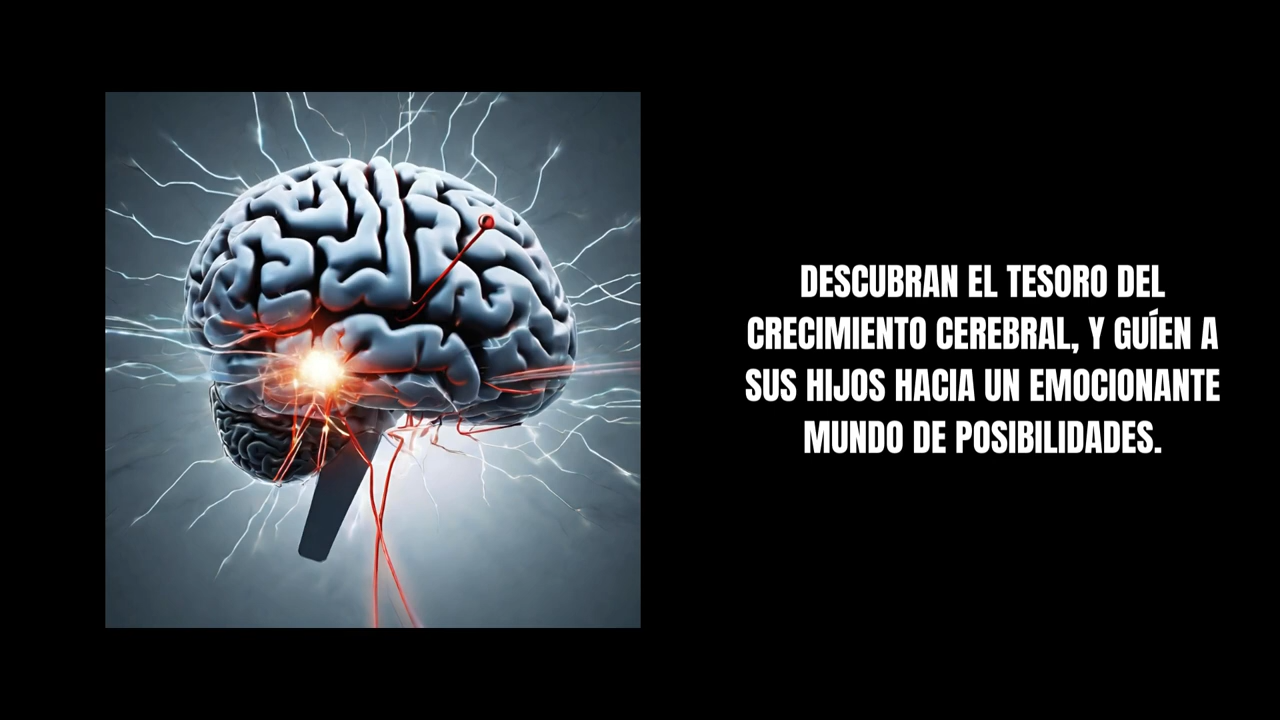 DESCUBRAN EL TESORO DEL
CRECIMIENTO CEREBRAL, Y GUÍEN A
SUS HIJOS HACIA UN EMOCIONANTE
MUNDO DE POSIBILIDADES.